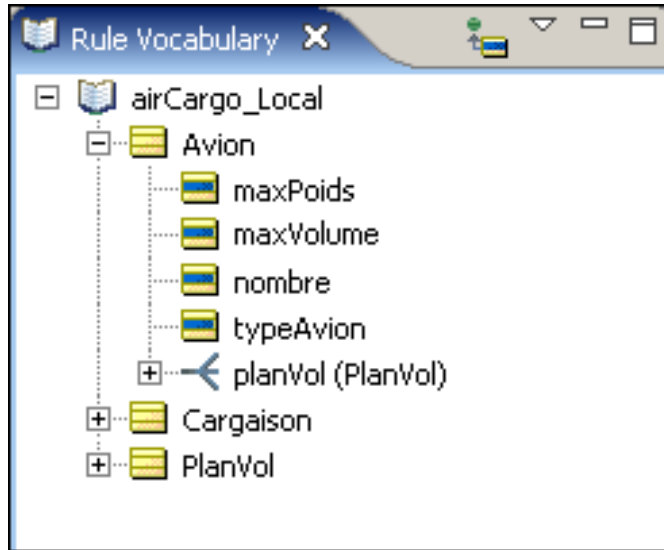 Rule Vocabulary
airCargo_Local
Avion
maxPoids
maxVolume
nombre
typeAvion
planVol (PlanVol)
Cargaison
PlanVol